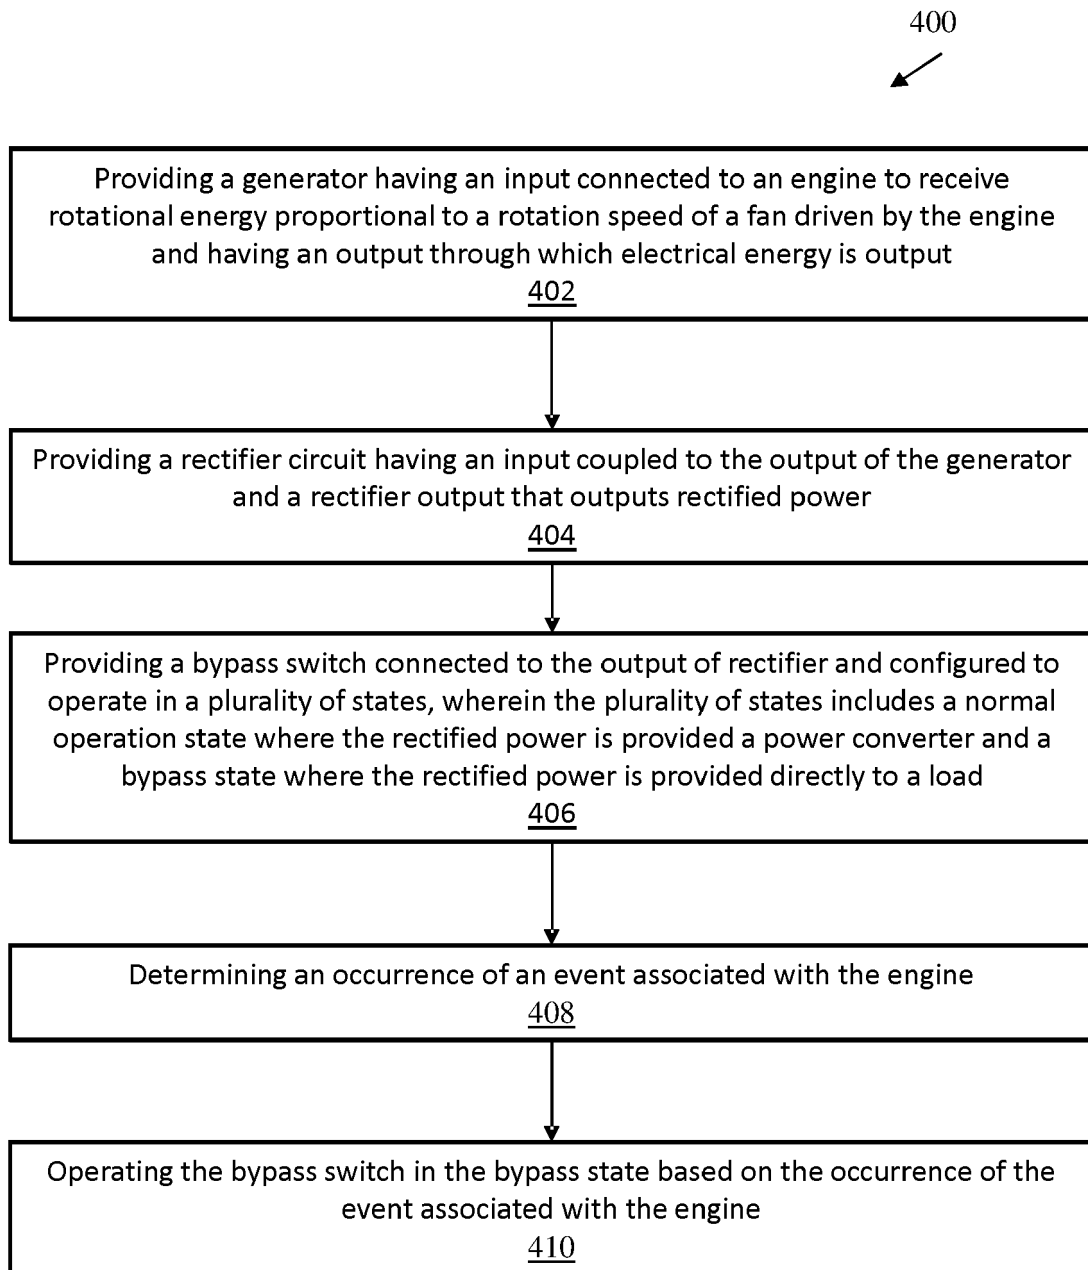 400
Providing a generator having an input connected to an engine to receive
rotational energy proportional to a rotation speed of a fan driven by the engine
and having an output through which electrical energy is output
402
Providing a rectifier circuit having an input coupled to the output of the generator
and a rectifier output that outputs rectified power
404
Providing a bypass switch connected to the output of rectifier and configured to
operate in a plurality of states, wherein the plurality of states includes a normal
operation state where the rectified power is provided a power converter and a
bypass state where the rectified power is provided directly to a load
406
Determining an occurrence of an event associated with the engine
408
Operating the bypass switch in the bypass state based on the occurrence of the
event associated with the engine
410